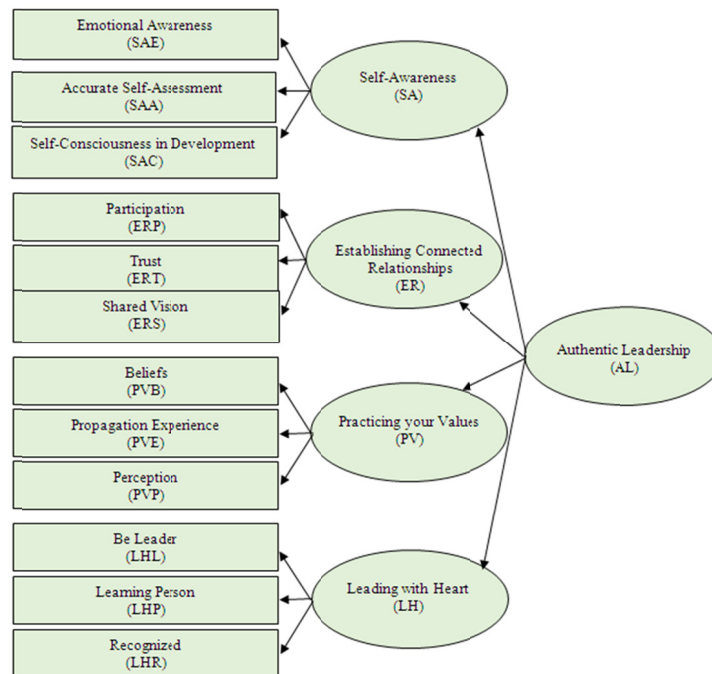 Emotional Awareness
(SAE)
Accurate Self-Assessment
(SAA)
Self-Consciousness in Development
(SAC)
Self-Awareness
(SA)
Participation
(ERP)
Trust
(ERT)
Shared Vision
(ERS)
Establishing Connected
Relationships
(ER)
Beliefs
(PVB)
Propagation Experience
(PVE)
Perception
(PVP)
Practicing your Values
(PV)
Be Leader
(LHL)
Learning Person
(LHP)
Recognized
(LHR)
Leading with Heart
(LH)
Authentic Leadership
(AL)